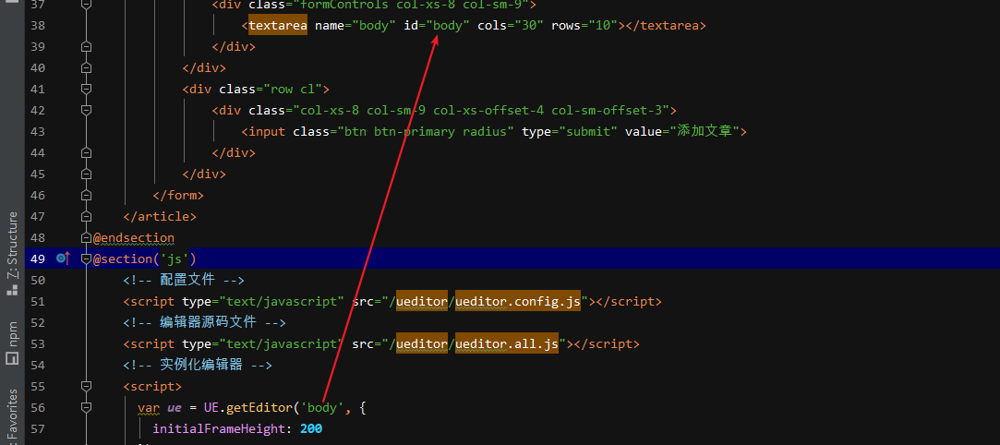 37 <div class="formControls col-xs-8 col-sm-9">
38 <textarea name="body" id="body" cols="30" rows="10"></textarea>
39 </div>
40 </div>
41 <div class="row cl">
42 <div class="col-xs-8 col-sm-9 col-xs-offset-4 col-sm-offset-3">
43 <input class="btn btn-primary radius" type="submit" value="添加文章">
44 </div>
45 </div>
46 </form>
47 </article>
48 @endsection
49 @section('js')
50 <!-- 配置文件 -->
51 <script type="text/javascript" src="/ueditor/ueditor.config.js"></script>
52 <!-- 编辑器源码文件 -->
53 <script type="text/javascript" src="/ueditor/ueditor.all.js"></script>
54 <!-- 实例化编辑器 -->
55 <script>
56 var ue = UE.getEditor('body', {
57 initialFrameHeight: 200
Z: Structure
npm
Favorites